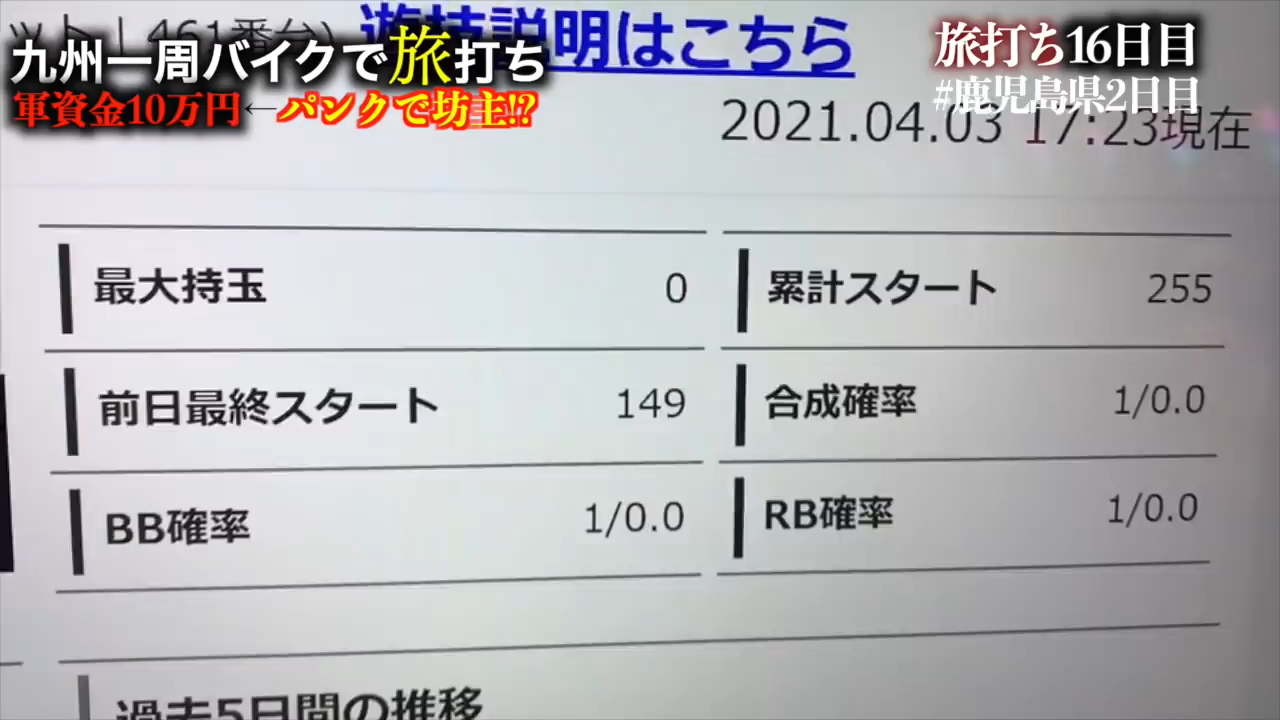 九州一周バイクで旅打ち
軍資金10万円←パンクで坊主!?
旅打ち16日目
#鹿児島県2日目
461番台) 遊技説明はこちら
2021.04.03 17:23現在
最大持玉 0
累計スタート 255
前日最終スタート 149
合成確率 1/0.0
BB確率 1/0.0
RB確率 1/0.0
過去5日間の推移